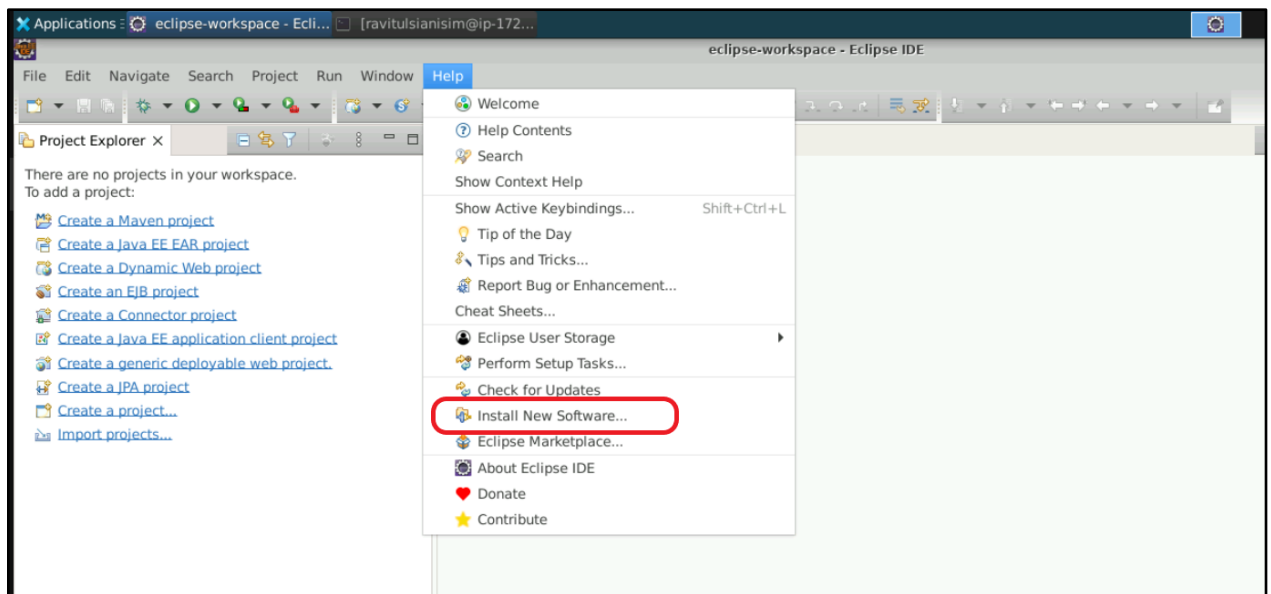 Applications : eclipse-workspace - Ecli... [ravitulsianisim@ip-172...
eclipse-workspace - Eclipse IDE
File Edit Navigate Search Project Run Window Help
Project Explorer
There are no projects in your workspace.
To add a project:
Create a Maven project
Create a Java EE EAR project
Create a Dynamic Web project
Create an EJB project
Create a Connector project
Create a Java EE application client project
Create a generic deployable web project.
Create a JPA project
Create a project...
Import projects...
Welcome
Help Contents
Search
Show Context Help
Show Active Keybindings... Shift+Ctrl+L
Tip of the Day
Tips and Tricks...
Report Bug or Enhancement...
Cheat Sheets...
Eclipse User Storage
Perform Setup Tasks...
Check for Updates
Install New Software...
Eclipse Marketplace...
About Eclipse IDE
Donate
Contribute